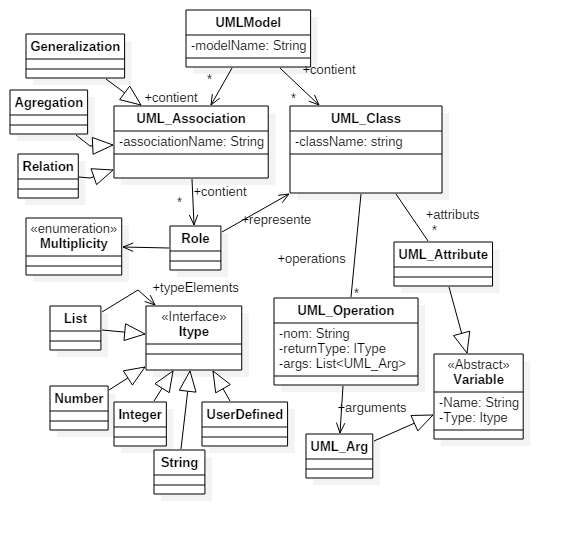 UMLModel
-modelName: String
Generalization
*
+contient
+contient
*
Agregation
UML_Association
-associationName: String
UML_Class
-className: string
Relation
+contient
*
+represente
+attributs
*
«enumeration»
Multiplicity
Role
UML_Attribute
+operations
*
+typeElements
List
«Interface»
Itype
UML_Operation
-nom: String
-returnType: IType
-args: List<UML_Arg>
«Abstract»
Variable
-Name: String
-Type: Itype
Number
Integer
UserDefined
+arguments
String
UML_Arg